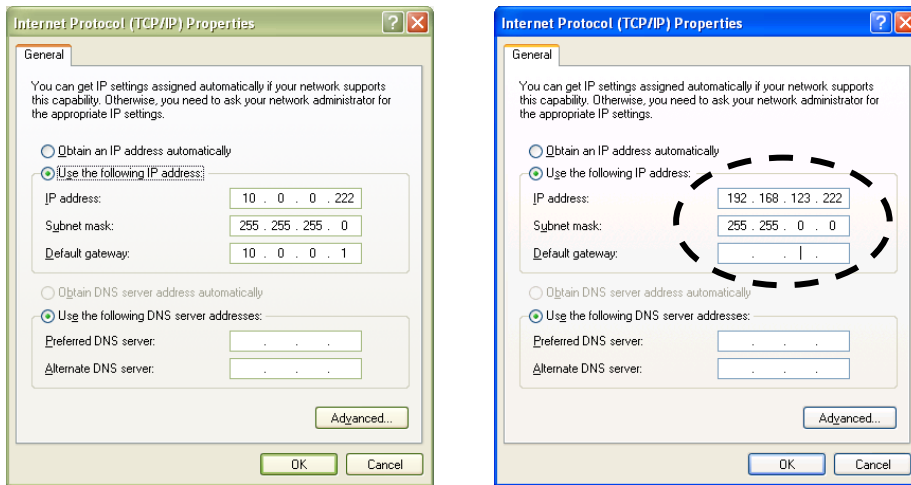 Internet Protocol (TCP/IP) Properties
General
You can get IP settings assigned automatically if your network supports
this capability. Otherwise, you need to ask your network administrator for
the appropriate IP settings.
Obtain an IP address automatically
Use the following IP address:
IP address: 10 . 0 . 0 . 222
Subnet mask: 255 . 255 . 255 . 0
Default gateway: 10 . 0 . 0 . 1
Obtain DNS server address automatically
Use the following DNS server addresses:
Preferred DNS server: . . .
Alternate DNS server: . . .
Advanced...
OK Cancel
Internet Protocol (TCP/IP) Properties
General
You can get IP settings assigned automatically if your network supports
this capability. Otherwise, you need to ask your network administrator for
the appropriate IP settings.
Obtain an IP address automatically
Use the following IP address:
IP address: 192 . 168 . 123 . 222
Subnet mask: 255 . 255 . 0 . 0
Default gateway: . . .
Obtain DNS server address automatically
Use the following DNS server addresses:
Preferred DNS server: . . .
Alternate DNS server: . . .
Advanced...
OK Cancel